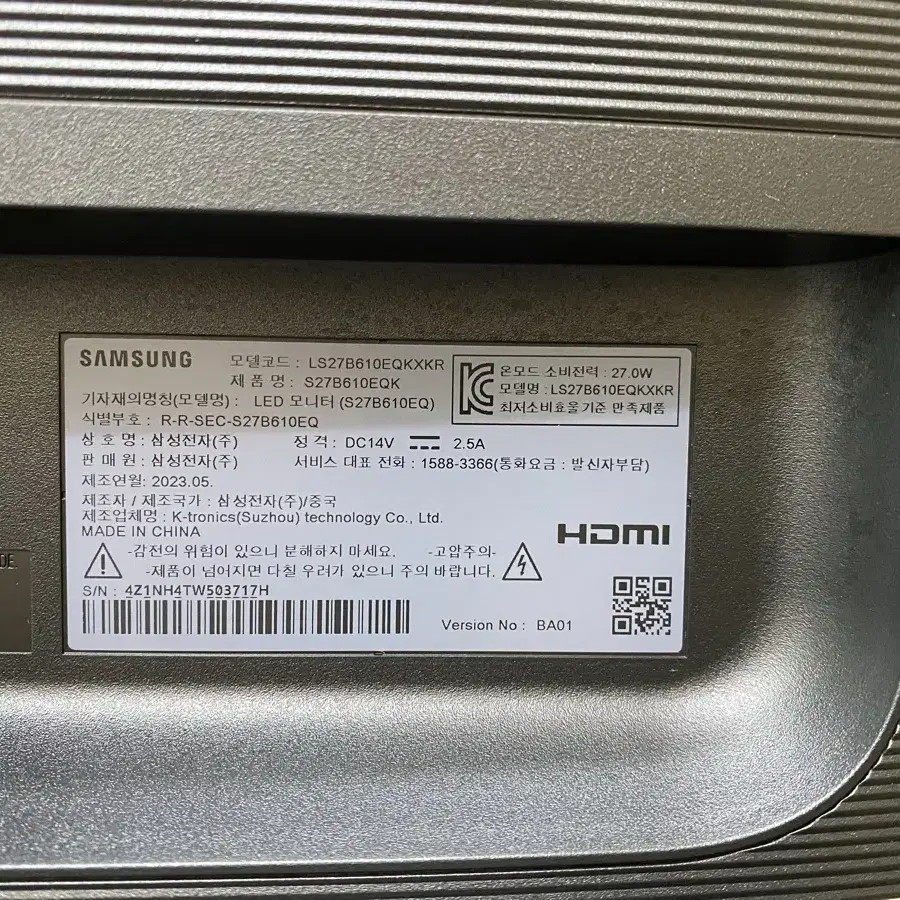 SAMSUNG
모델코드 : LS27B610EQKXKR
제 품 명 : S27B610EQK
기자재의명칭(모델명) : LED 모니터 (S27B610EQ)
식별부호 : R-R-SEC-S27B610EQ
온모드 소비전력 : 27.0W
모델명 : LS27B610EQKXKR
최저소비효율기준 만족제품
상 호 명 : 삼성전자(주) 정 격 : DC14V 2.5A
판 매 원 : 삼성전자(주) 서비스 대표 전화 : 1588-3366(통화요금 : 발신자부담)
제조연월: 2023.05.
제조자 / 제조국가 : 삼성전자(주)/중국
제조업체명 : K-tronics(Suzhou) technology Co., Ltd.
MADE IN CHINA
HDMI
-감전의 위험이 있으니 분해하지 마세요. -고압주의-
-제품이 넘어지면 다칠 우려가 있으니 주의 바랍니다.
S/N : 4Z1NH4TW503717H
Version No : BA01